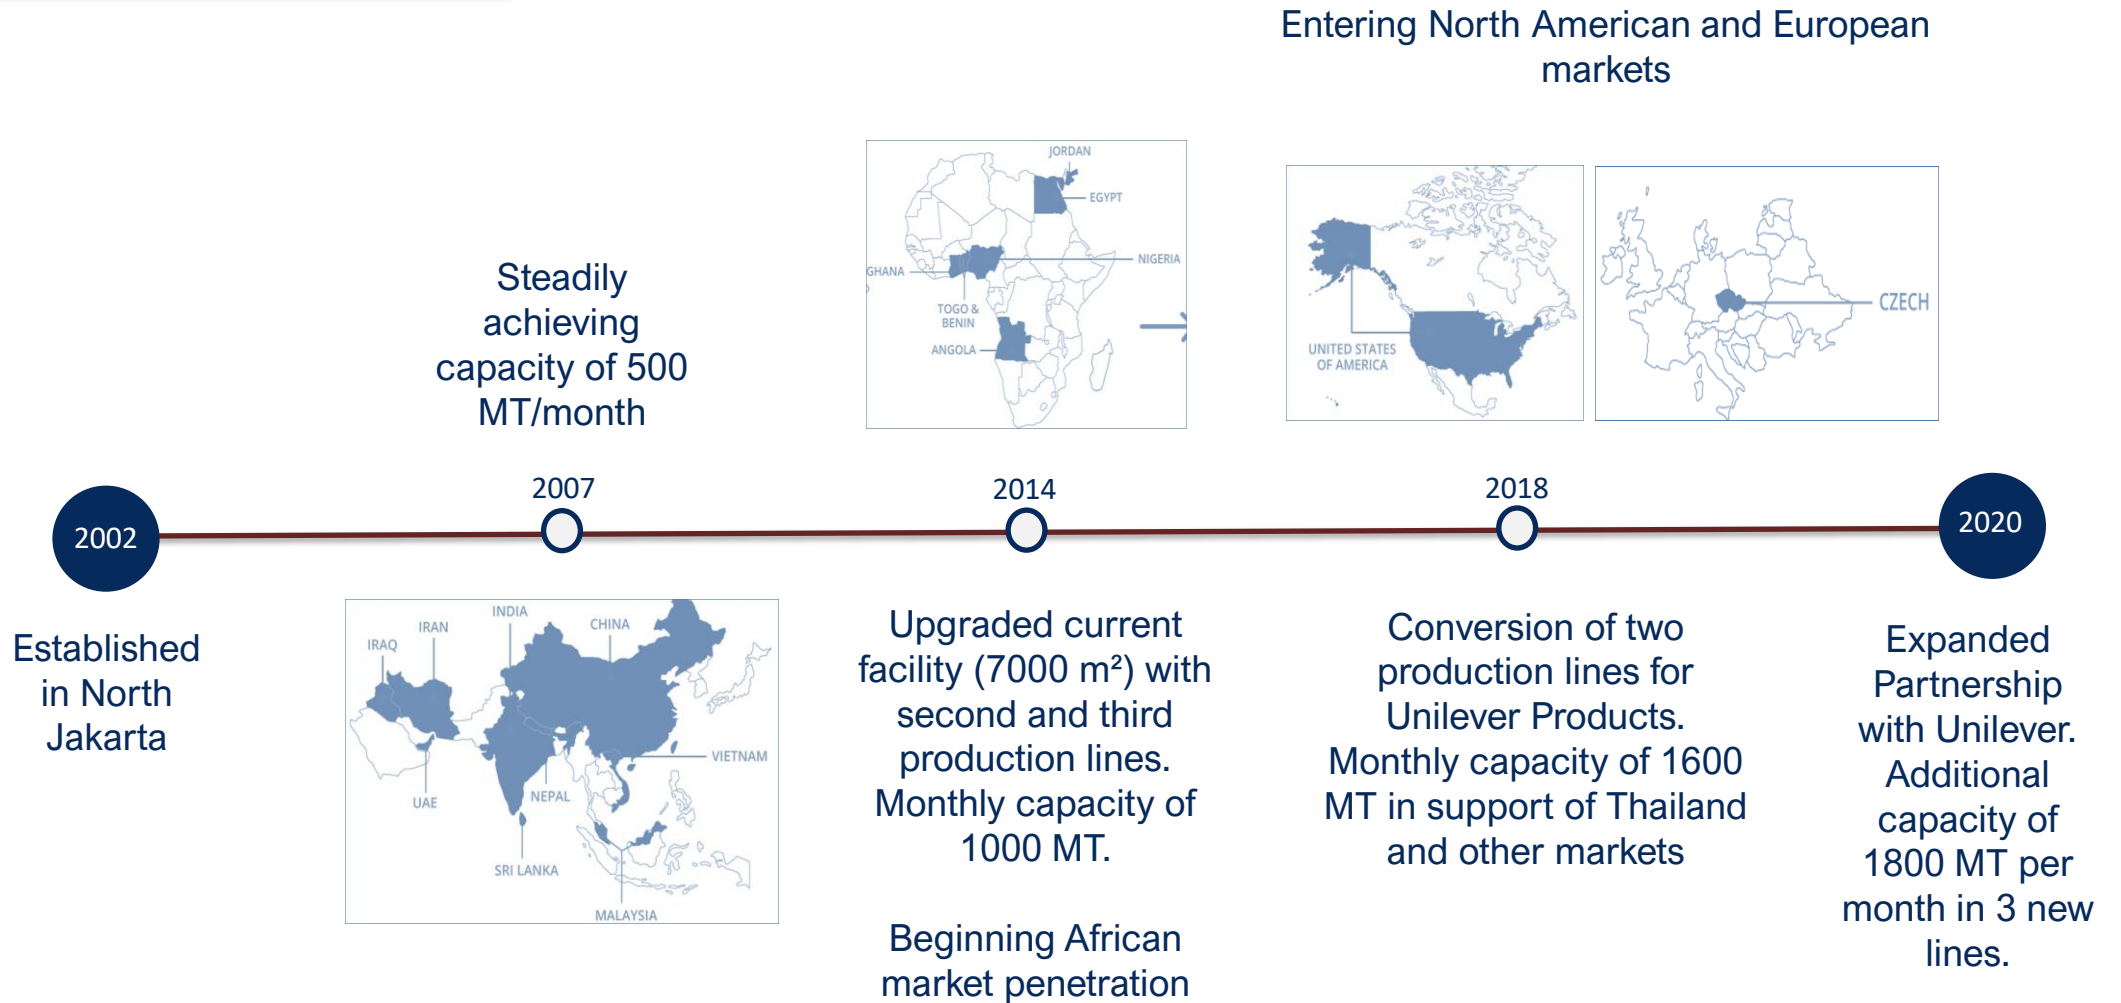 Entering North American and European
markets
JORDAN
EGYPT
GHANA
NIGERIA
TOGO &
BENIN
ANGOLA
UNITED STATES
OF AMERICA
CZECH
Steadily
achieving
capacity of 500
MT/month
2002
2007
2014
2018
2020
Established
in North
Jakarta
INDIA
IRAN
CHINA
IRAQ
VIETNAM
UAE
NEPAL
SRI LANKA
MALAYSIA
Upgraded current
facility (7000 m²) with
second and third
production lines.
Monthly capacity of
1000 MT.
Beginning African
market penetration
Conversion of two
production lines for
Unilever Products.
Monthly capacity of 1600
MT in support of Thailand
and other markets
Expanded
Partnership
with Unilever.
Additional
capacity of
1800 MT per
month in 3 new
lines.